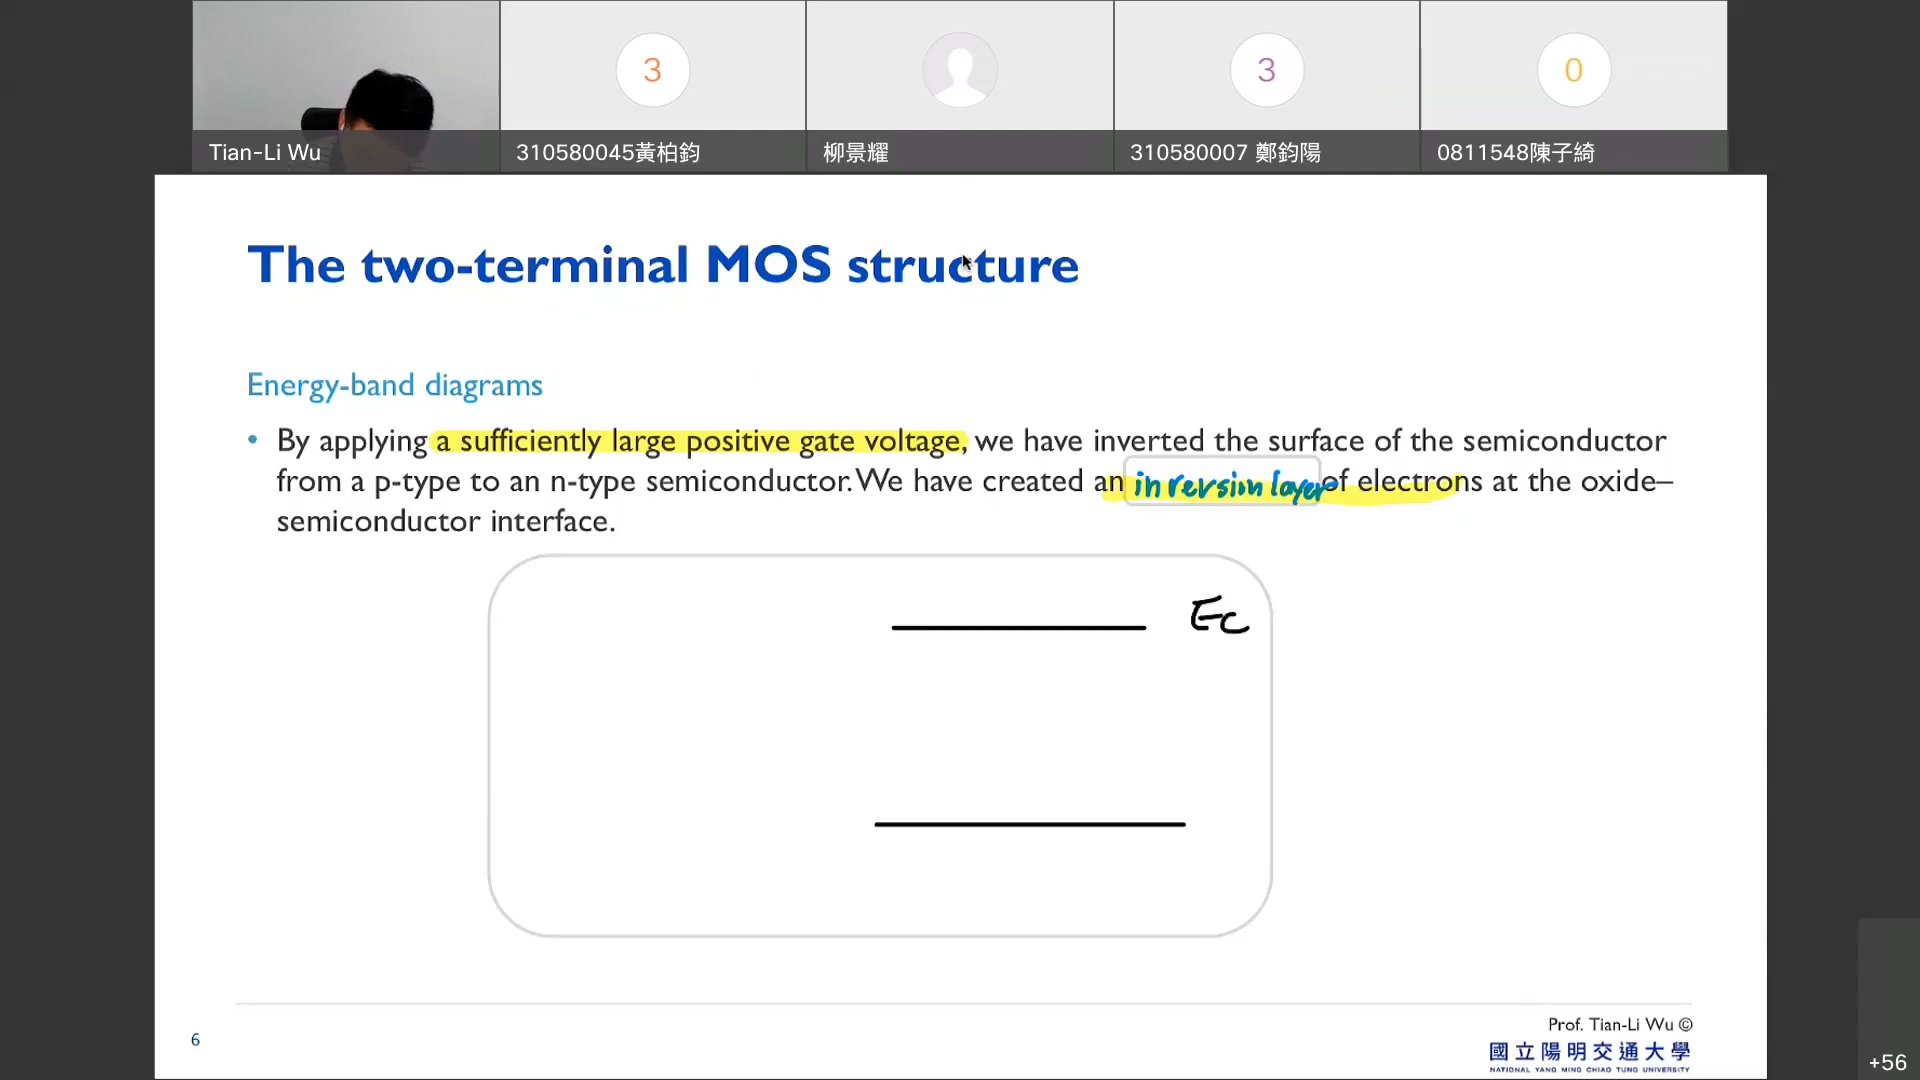 3
3
0
Tian-Li Wu
310580045黃柏鈞
柳景耀
310580007 鄭鈞陽
0811548陳子綺
The two-terminal MOS structure
Energy-band diagrams
• By applying a sufficiently large positive gate voltage, we have inverted the surface of the semiconductor
from a p-type to an n-type semiconductor. We have created an inversion layer of electrons at the oxide–
semiconductor interface.
Ec
6
Prof. Tian-Li Wu ©
國立陽明交通大學
NATIONAL YANG MING CHIAO TUNG UNIVERSITY
+56